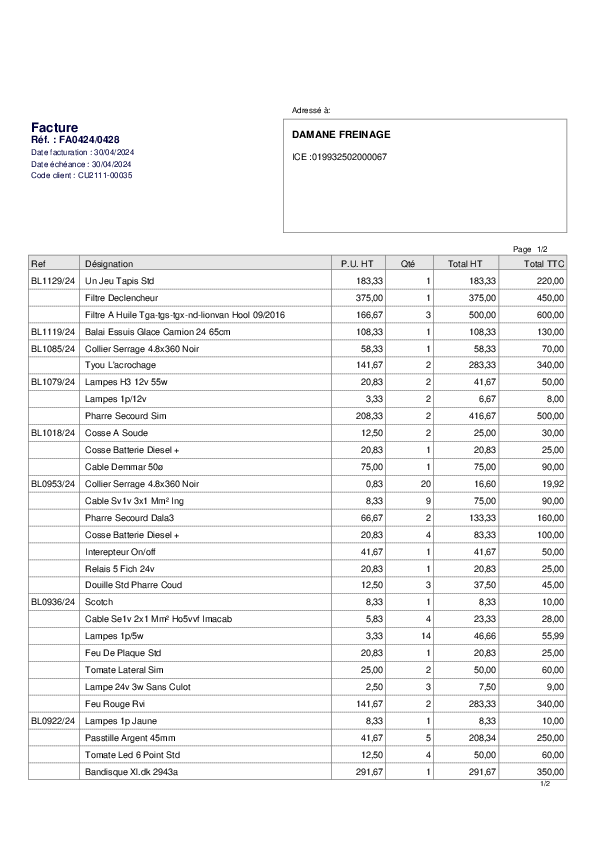 Adressé à:
Facture
Réf. : FA0424/0428
Date facturation : 30/04/2024
Date échéance : 30/04/2024
Code client : CU2111-00035
DAMANE FREINAGE
ICE :019932502000067
Page 1/2
Ref Désignation P.U. HT Qté Total HT Total TTC
BL1129/24 Un Jeu Tapis Std 183,33 1 183,33 220,00
Filtre Declencheur 375,00 1 375,00 450,00
Filtre A Huile Tga-tgs-tgx-nd-lionvan Hool 09/2016 166,67 3 500,00 600,00
BL1119/24 Balai Essuis Glace Camion 24 65cm 108,33 1 108,33 130,00
BL1085/24 Collier Serrage 4.8x360 Noir 58,33 1 58,33 70,00
Tyou L'acrochage 141,67 2 283,33 340,00
BL1079/24 Lampes H3 12v 55w 20,83 2 41,67 50,00
Lampes 1p/12v 3,33 2 6,67 8,00
Pharre Secourd Sim 208,33 2 416,67 500,00
BL1018/24 Cosse A Soude 12,50 2 25,00 30,00
Cosse Batterie Diesel + 20,83 1 20,83 25,00
Cable Demmar 50ø 75,00 1 75,00 90,00
BL0953/24 Collier Serrage 4.8x360 Noir 0,83 20 16,60 19,92
Cable Sv1v 3x1 Mm² Ing 8,33 9 75,00 90,00
Pharre Secourd Dala3 66,67 2 133,33 160,00
Cosse Batterie Diesel + 20,83 4 83,33 100,00
Interepteur On/off 41,67 1 41,67 50,00
Relais 5 Fich 24v 20,83 1 20,83 25,00
Douille Std Pharre Coud 12,50 3 37,50 45,00
BL0936/24 Scotch 8,33 1 8,33 10,00
Cable Se1v 2x1 Mm² Ho5vvf Imacab 5,83 4 23,33 28,00
Lampes 1p/5w 3,33 14 46,66 55,99
Feu De Plaque Std 20,83 1 20,83 25,00
Tomate Lateral Sim 25,00 2 50,00 60,00
Lampe 24v 3w Sans Culot 2,50 3 7,50 9,00
Feu Rouge Rvi 141,67 2 283,33 340,00
BL0922/24 Lampes 1p Jaune 8,33 1 8,33 10,00
Passtille Argent 45mm 41,67 5 208,34 250,00
Tomate Led 6 Point Std 12,50 4 50,00 60,00
Bandisque Xl.dk 2943a 291,67 1 291,67 350,00
1/2